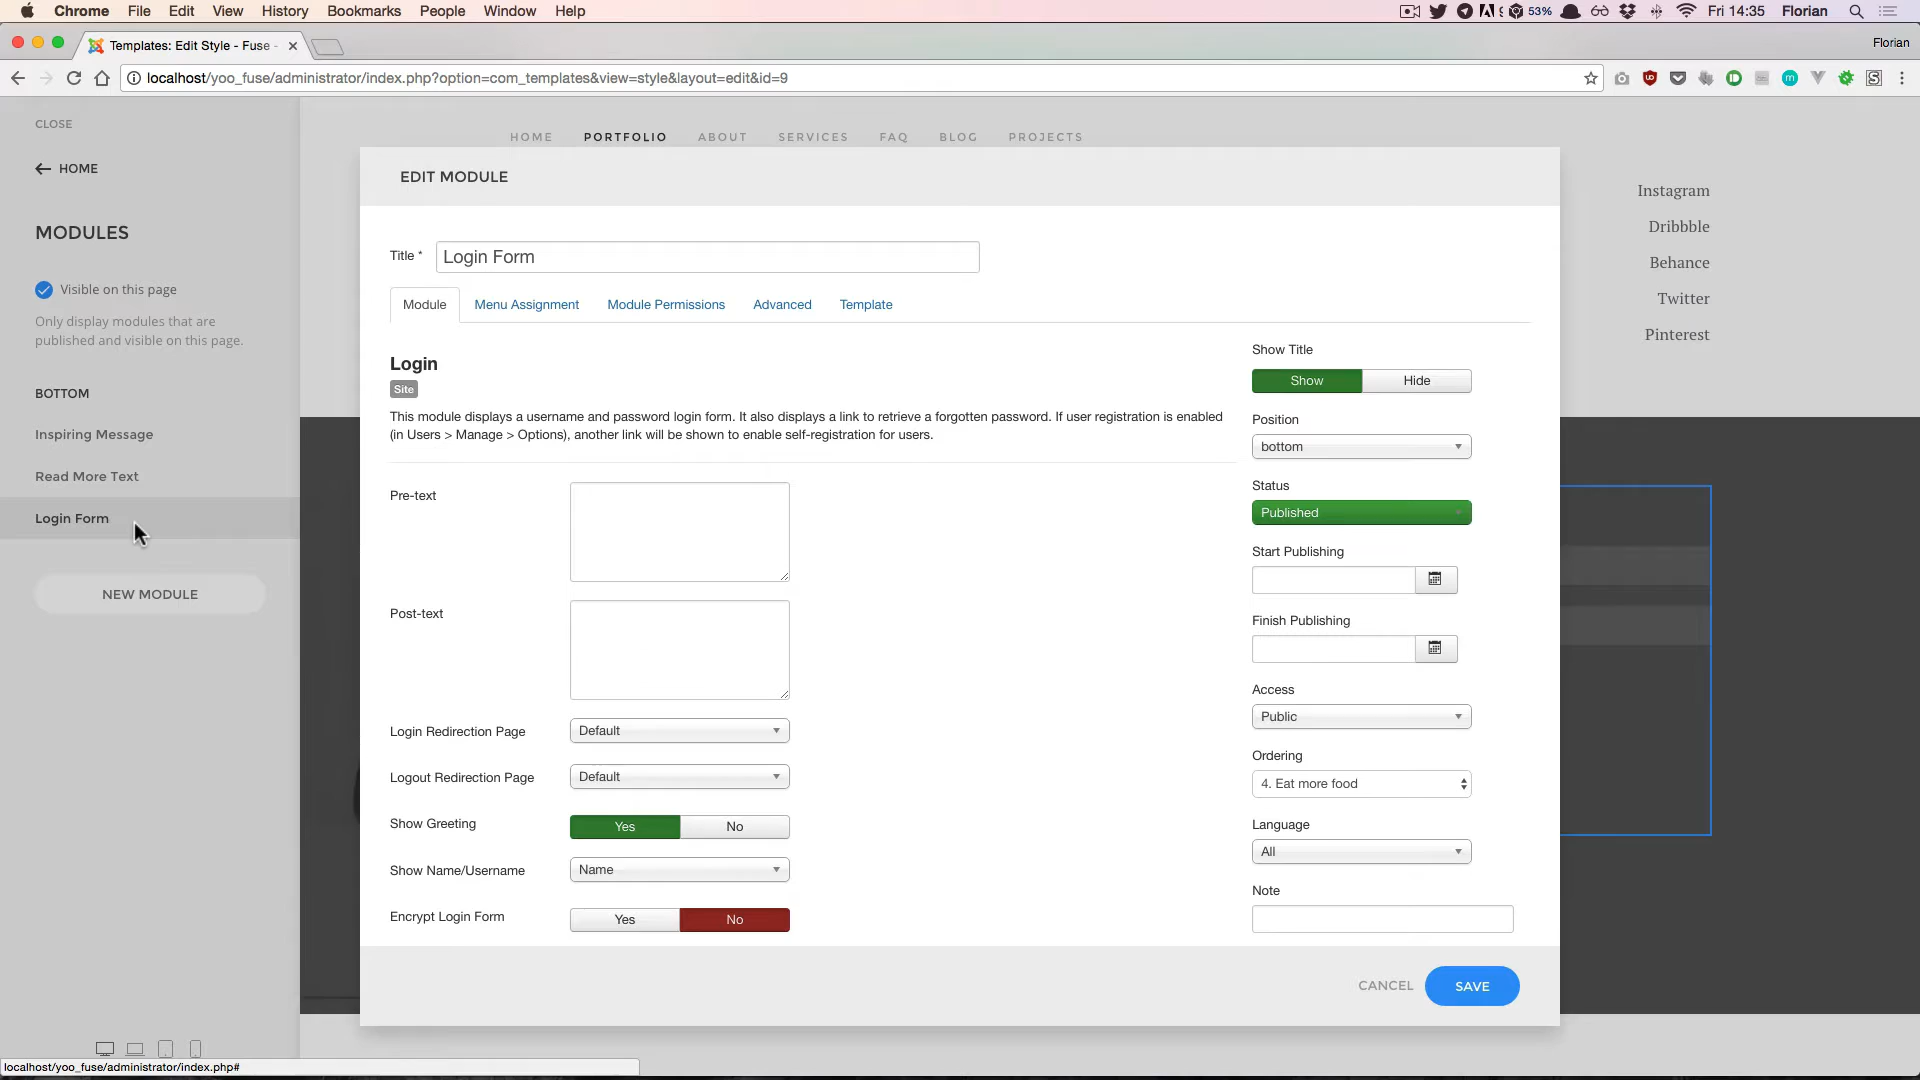 Chrome File Edit View History Bookmarks People Window Help
53% Fri 14:35 Florian
Templates: Edit Style - Fuse -
Florian
localhost/yoo_fuse/administrator/index.php?option=com_templates&view=style&layout=edit&id=9
CLOSE
HOME
MODULES
Visible on this page
Only display modules that are
published and visible on this page.
BOTTOM
Inspiring Message
Read More Text
Login Form
NEW MODULE
HOME PORTFOLIO ABOUT SERVICES FAQ BLOG PROJECTS
Instagram
Dribbble
Behance
Twitter
Pinterest
EDIT MODULE
Title *
Login Form
Module Menu Assignment Module Permissions Advanced Template
Login
Site
This module displays a username and password login form. It also displays a link to retrieve a forgotten password. If user registration is enabled
(in Users > Manage > Options), another link will be shown to enable self-registration for users.
Pre-text
Post-text
Login Redirection Page
Default
Logout Redirection Page
Default
Show Greeting
Yes No
Show Name/Username
Name
Encrypt Login Form
Yes No
Show Title
Show Hide
Position
bottom
Status
Published
Start Publishing
Finish Publishing
Access
Public
Ordering
4. Eat more food
Language
All
Note
CANCEL SAVE
localhost/yoo_fuse/administrator/index.php#